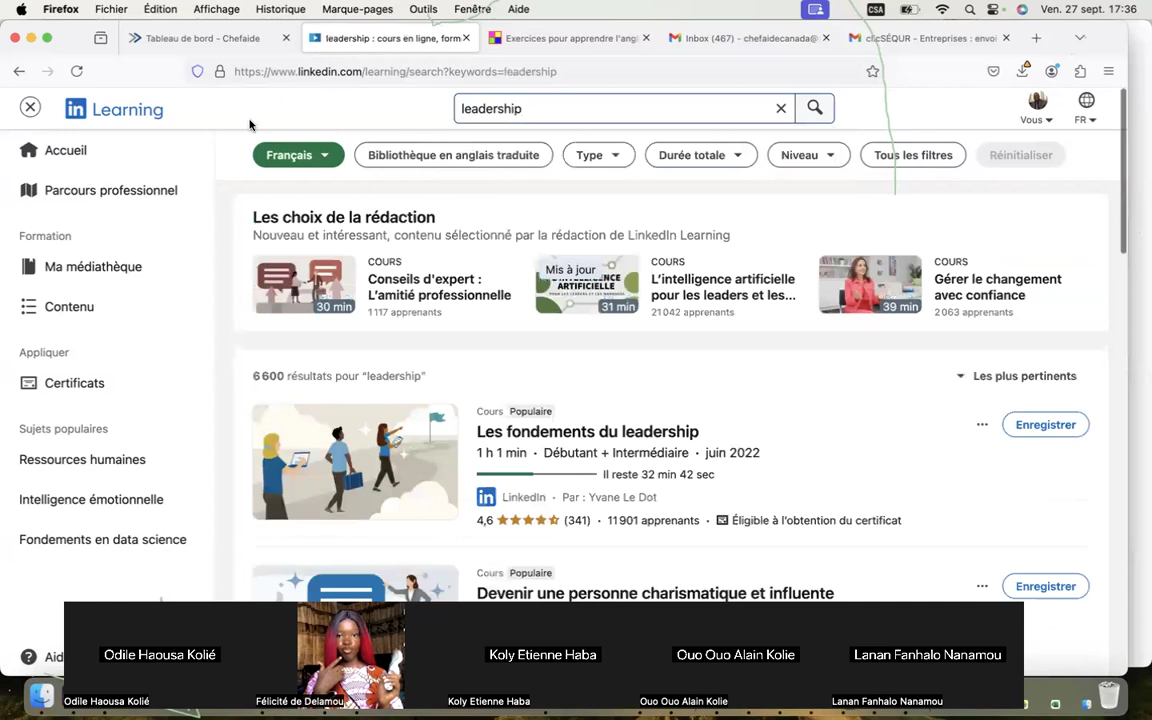 Firefox Fichier Édition Affichage Historique Marque-pages Outils Fenêtre Aide CSA Ven. 27 sept. 17:36
Tableau de bord - Chefaide
leadership : cours en ligne, form
Exercices pour apprendre l'angl
Inbox (467) - chefaidecanada@
clicSÉQUR - Entreprises : envoi
https://www.linkedin.com/learning/search?keywords=leadership
in Learning
leadership
Vous
FR
Accueil
Parcours professionnel
Formation
Ma médiathèque
Contenu
Appliquer
Certificats
Sujets populaires
Ressources humaines
Intelligence émotionnelle
Fondements en data science
Français
Bibliothèque en anglais traduite
Type
Durée totale
Niveau
Tous les filtres
Réinitialiser
Les choix de la rédaction
Nouveau et intéressant, contenu sélectionné par la rédaction de LinkedIn Learning
30 min
COURS
Conseils d'expert :
L'amitié professionnelle
1 117 apprenants
Mis à jour
ARTIFICIELLE
31 min
COURS
L'intelligence artificielle
pour les leaders et les...
21 042 apprenants
39 min
COURS
Gérer le changement
avec confiance
2 063 apprenants
6 600 résultats pour “leadership”
Les plus pertinents
Cours Populaire
Les fondements du leadership
1 h 1 min · Débutant + Intermédiaire · juin 2022
Il reste 32 min 42 sec
in LinkedIn · Par : Yvane Le Dot
4,6 (341) · 11 901 apprenants · Éligible à l'obtention du certificat
Enregistrer
Cours Populaire
Devenir une personne charismatique et influente
Enregistrer
Aid
Odile Haousa Kolié
Koly Etienne Haba
Ouo Ouo Alain Kolie
Lanan Fanhalo Nanamou
Odile Haousa Kolié
Félicité de Delamou
Koly Etienne Haba
Ouo Ouo Alain Kolie
Lanan Fanhalo Nanamou